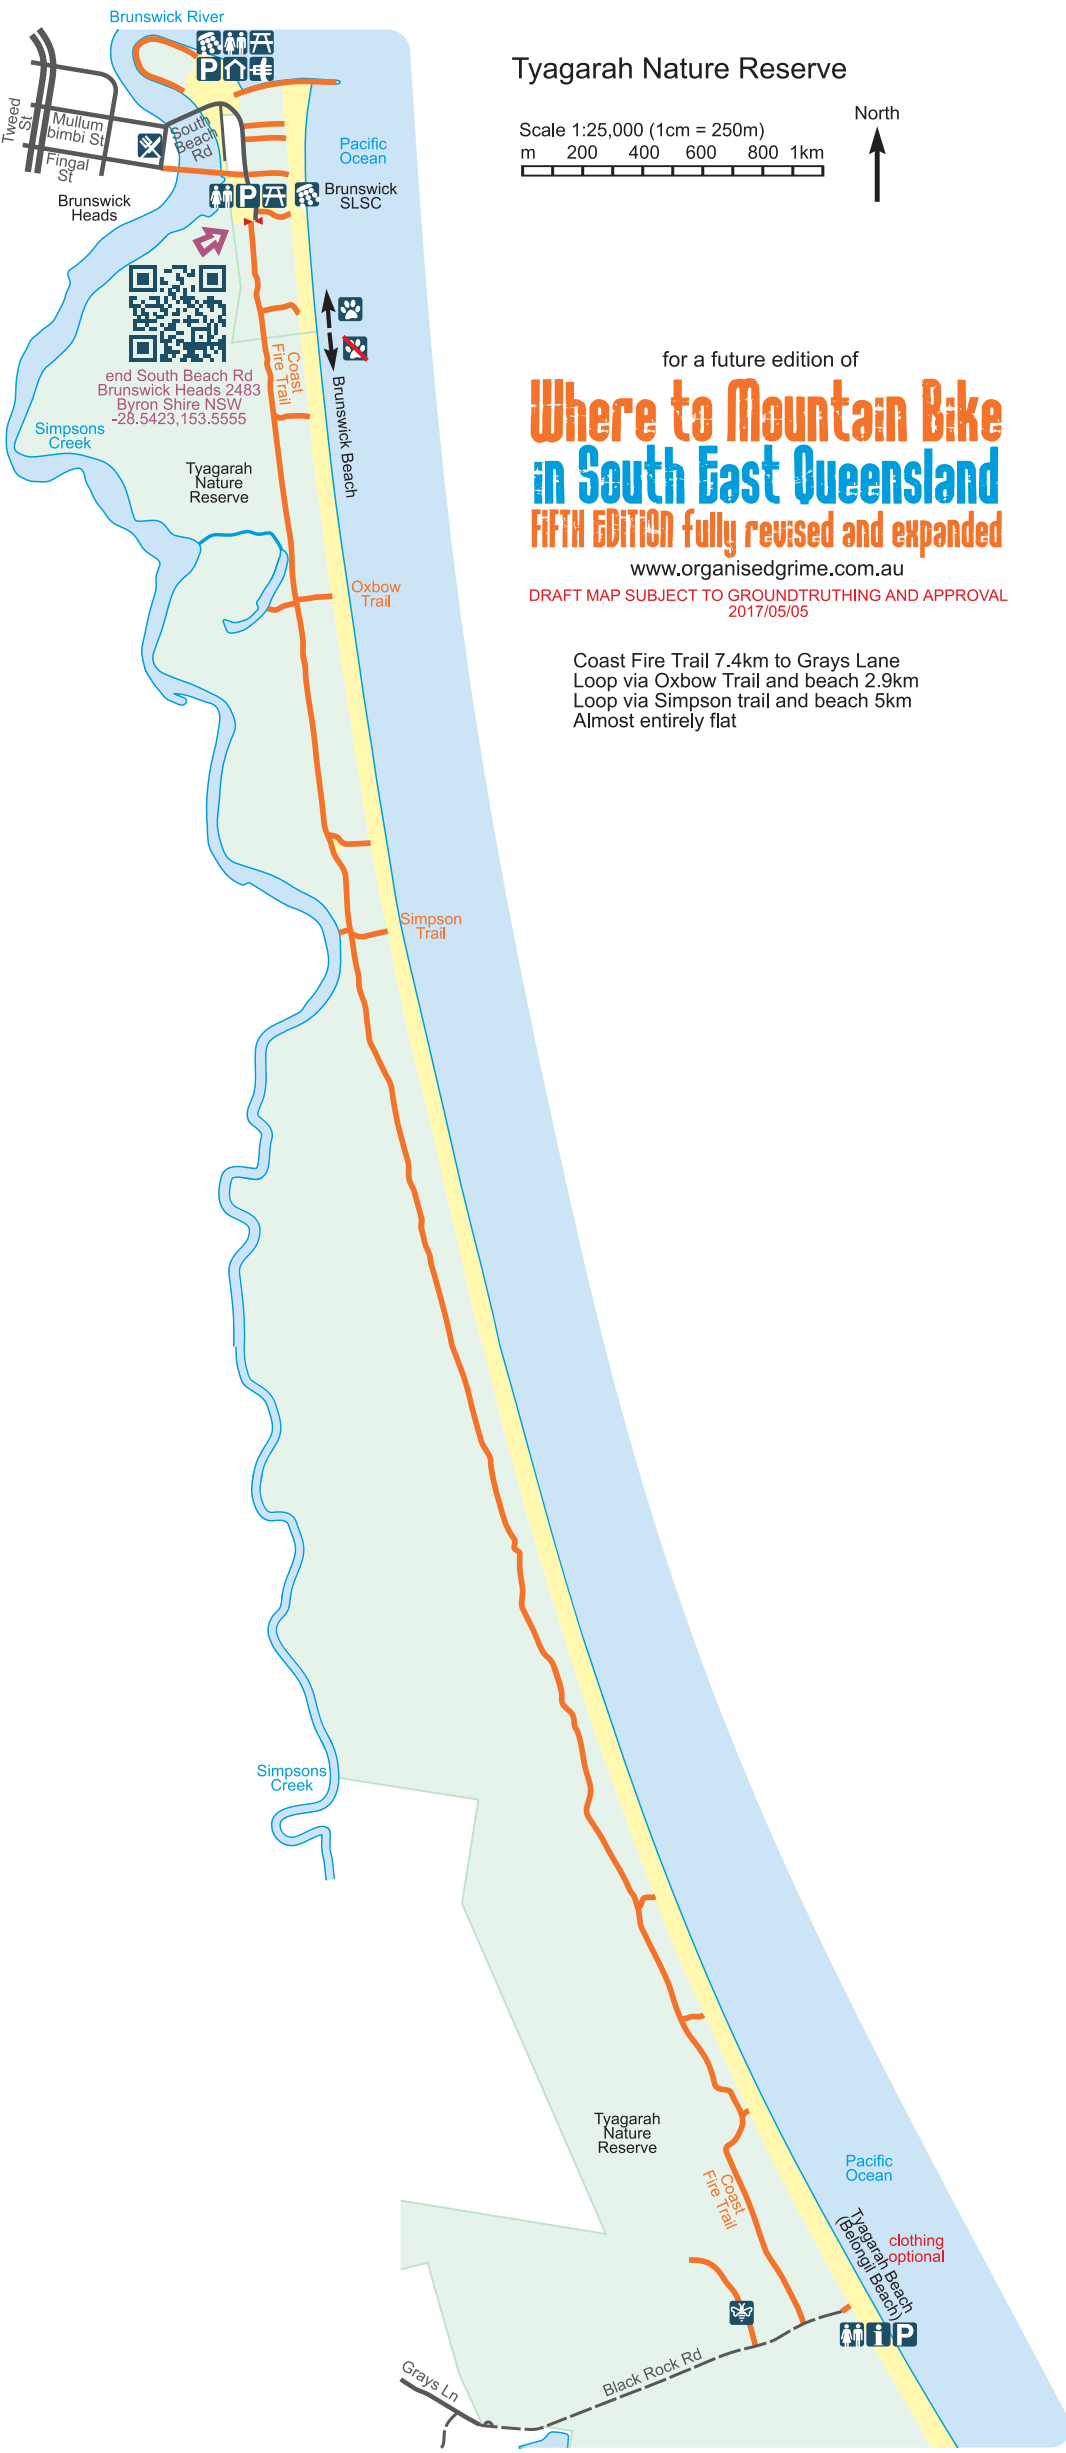 Brunswick River
Tyagarah Nature Reserve
North
Scale 1:25,000 (1cm = 250m)
m 200 400 600 800 1km
Tweed
St
Mullum
bimbi St
Fingal
St
South
Beach
Rd
P
Pacific
Ocean
Brunswick
Heads
P
Brunswick
SLSC
end South Beach Rd
Brunswick Heads 2483
Byron Shire NSW
-28.5423,153.5555
Coast
Fire Trail
Brunswick Beach
Simpsons
Creek
Tyagarah
Nature
Reserve
for a future edition of
Where to Mountain Bike
in South East Queensland
FIFTH EDITION fully revised and expanded
www.organisedgrime.com.au
DRAFT MAP SUBJECT TO GROUNDTRUTHING AND APPROVAL
2017/05/05
Oxbow
Trail
Coast Fire Trail 7.4km to Grays Lane
Loop via Oxbow Trail and beach 2.9km
Loop via Simpson trail and beach 5km
Almost entirely flat
Simpson
Trail
Simpsons
Creek
Tyagarah
Nature
Reserve
Coast
Fire Trail
Pacific
Ocean
Tyagarah Beach
(Belongil Beach)
clothing
optional
i P
Black Rock Rd
Grays Ln